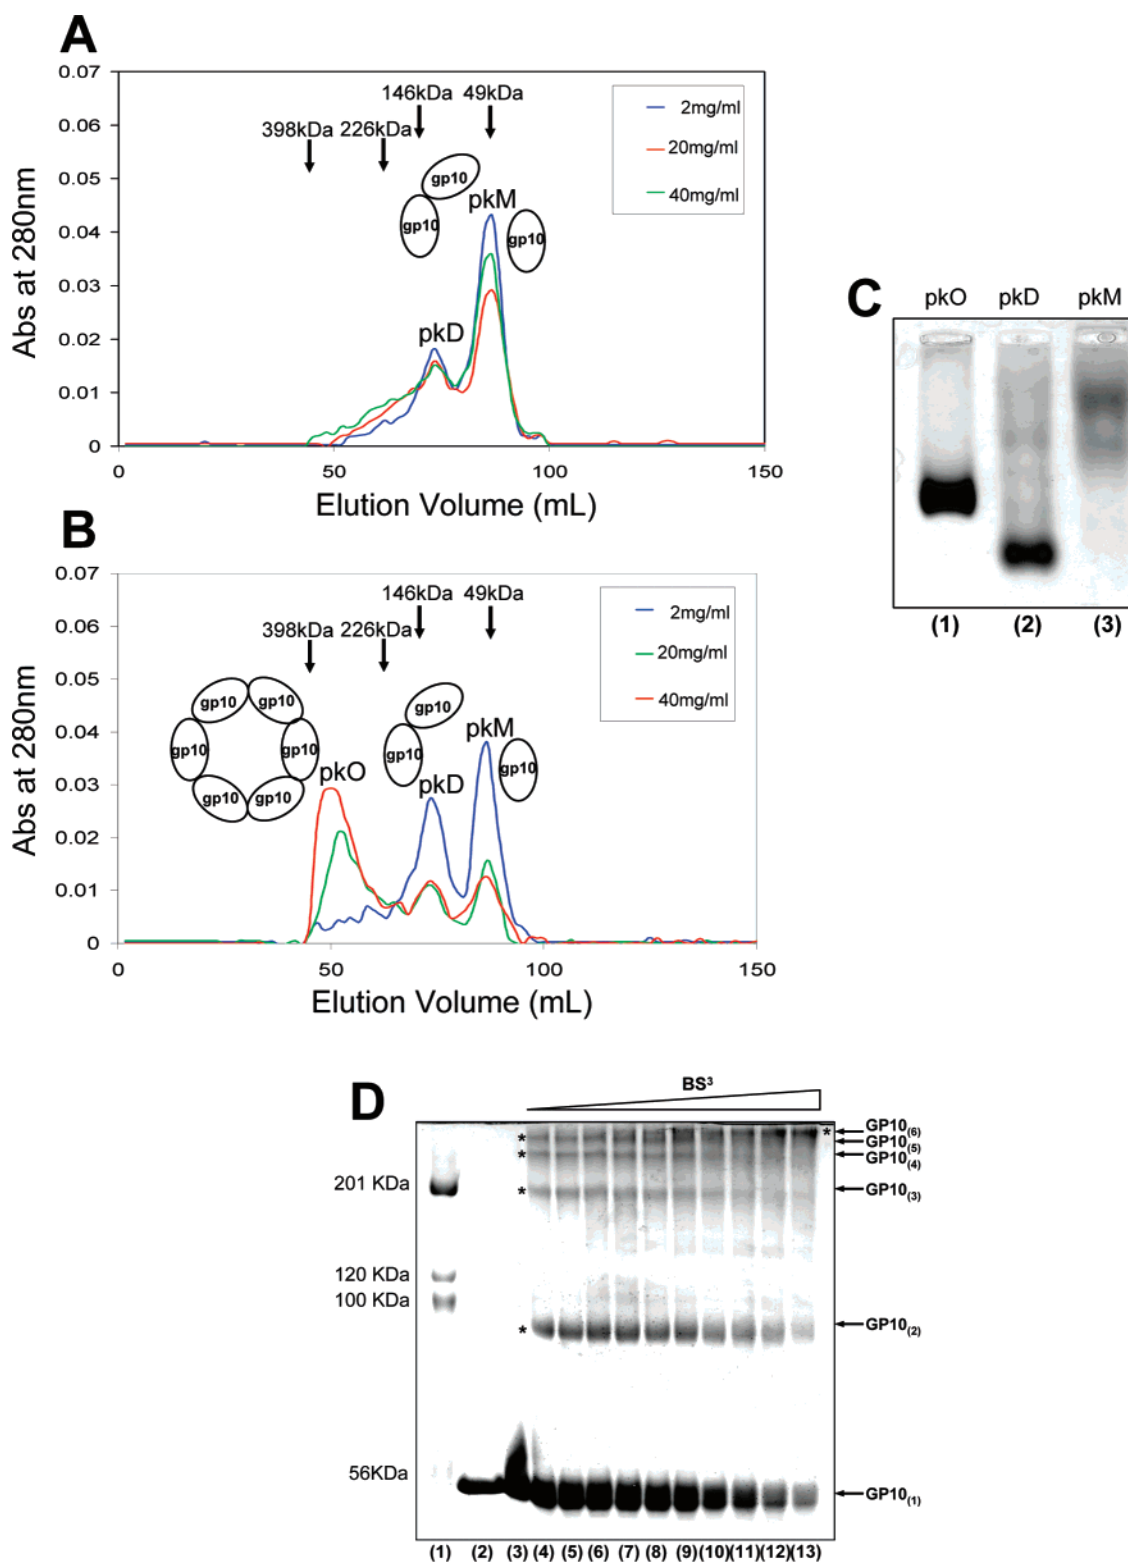 A
0.07
0.06
0.05
0.04
0.03
0.02
0.01
0
Abs at 280nm
146kDa 49kDa
398kDa 226kDa
2mg/ml
20mg/ml
40mg/ml
gp10
gp10
pkM
gp10
pkD
0 50 100 150
Elution Volume (mL)
B
0.07
0.06
0.05
0.04
0.03
0.02
0.01
0
Abs at 280nm
146kDa 49kDa
398kDa 226kDa
2mg/ml
20mg/ml
40mg/ml
gp10 gp10
gp10 gp10
gp10 gp10
pkO
gp10
gp10
pkD
pkM
gp10
0 50 100 150
Elution Volume (mL)
C
pkO pkD pkM
(1) (2) (3)
D
BS³
* GP10(6)
* GP10(5)
* GP10(4)
201 KDa * GP10(3)
120 KDa
100 KDa
* GP10(2)
56KDa
GP10(1)
(1) (2) (3) (4) (5) (6) (7) (8) (9) (10) (11) (12) (13)